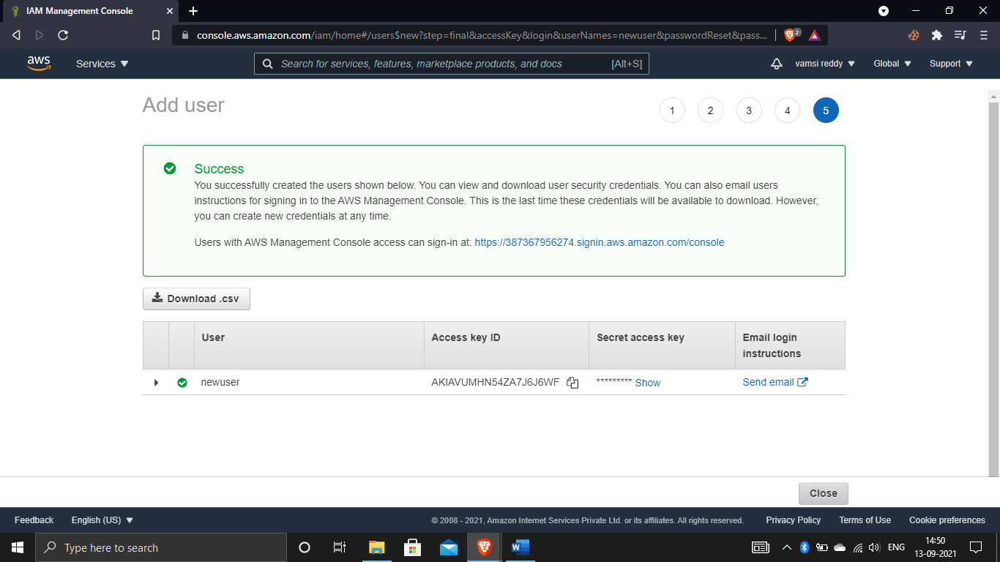 IAM Management Console
console.aws.amazon.com/iam/home#/users$new?step=final&accessKey&login&userNames=newuser&passwordReset&pass...
2
aws
Services
Search for services, features, marketplace products, and docs
[Alt+S]
vamsi reddy
Global
Support
Add user
1
2
3
4
5
Success
You successfully created the users shown below. You can view and download user security credentials. You can also email users
instructions for signing in to the AWS Management Console. This is the last time these credentials will be available to download. However,
you can create new credentials at any time.
Users with AWS Management Console access can sign-in at: https://387367956274.signin.aws.amazon.com/console
Download .csv
User
Access key ID
Secret access key
Email login
instructions
newuser
AKIAVUMHN54ZA7J6J6WF
********* Show
Send email
Close
Feedback
English (US)
© 2008 - 2021, Amazon Internet Services Private Ltd. or its affiliates. All rights reserved.
Privacy Policy
Terms of Use
Cookie preferences
Type here to search
W
ENG
14:50
13-09-2021